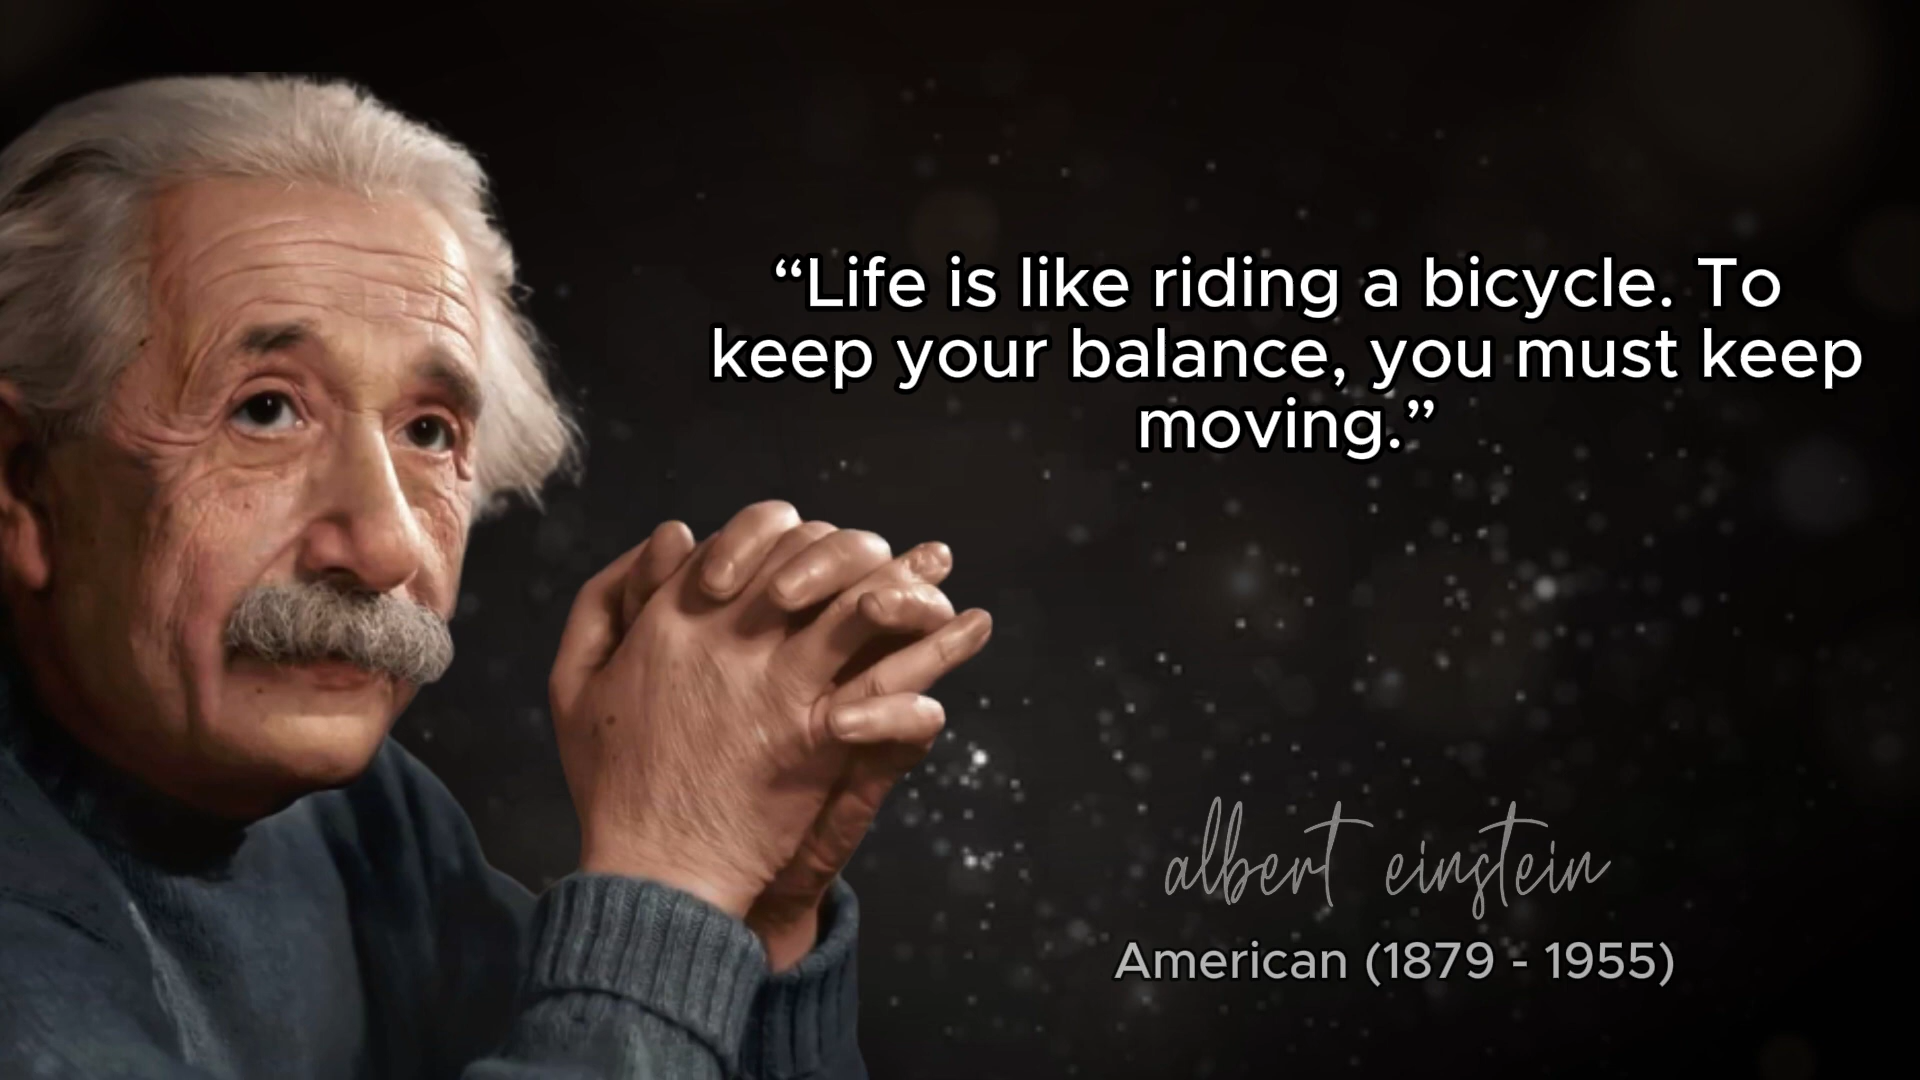 “Life is like riding a bicycle. To
keep your balance, you must keep
moving.”
albert einstein
American (1879 - 1955)